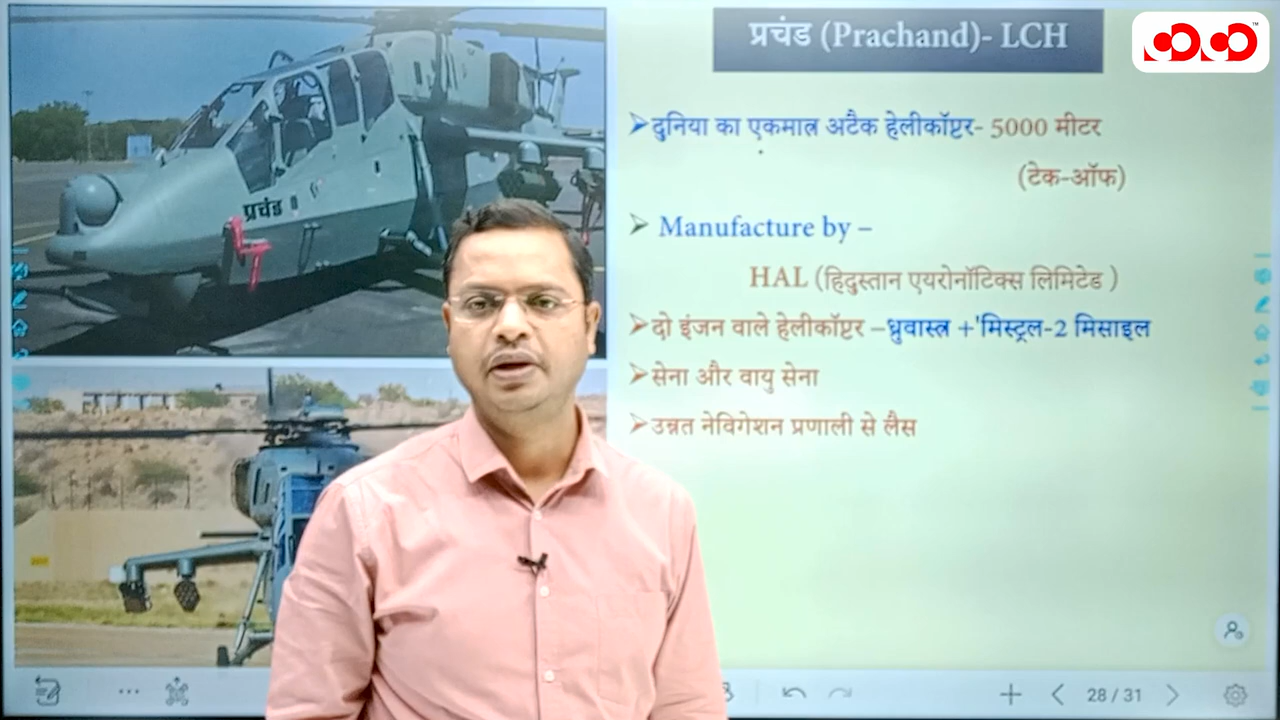 प्रचंड (Prachand)- LCH
दुनिया का एकमात्र अटैक हेलीकॉप्टर- 5000 मीटर
(टेक-ऑफ)
Manufacture by –
HAL (हिदुस्तान एयरोनॉटिक्स लिमिटेड )
दो इंजन वाले हेलीकॉप्टर –ध्रुवास्त्र +'मिस्ट्रल-2 मिसाइल
सेना और वायु सेना
उन्नत नेविगेशन प्रणाली से लैस
प्रचंड
28 / 31